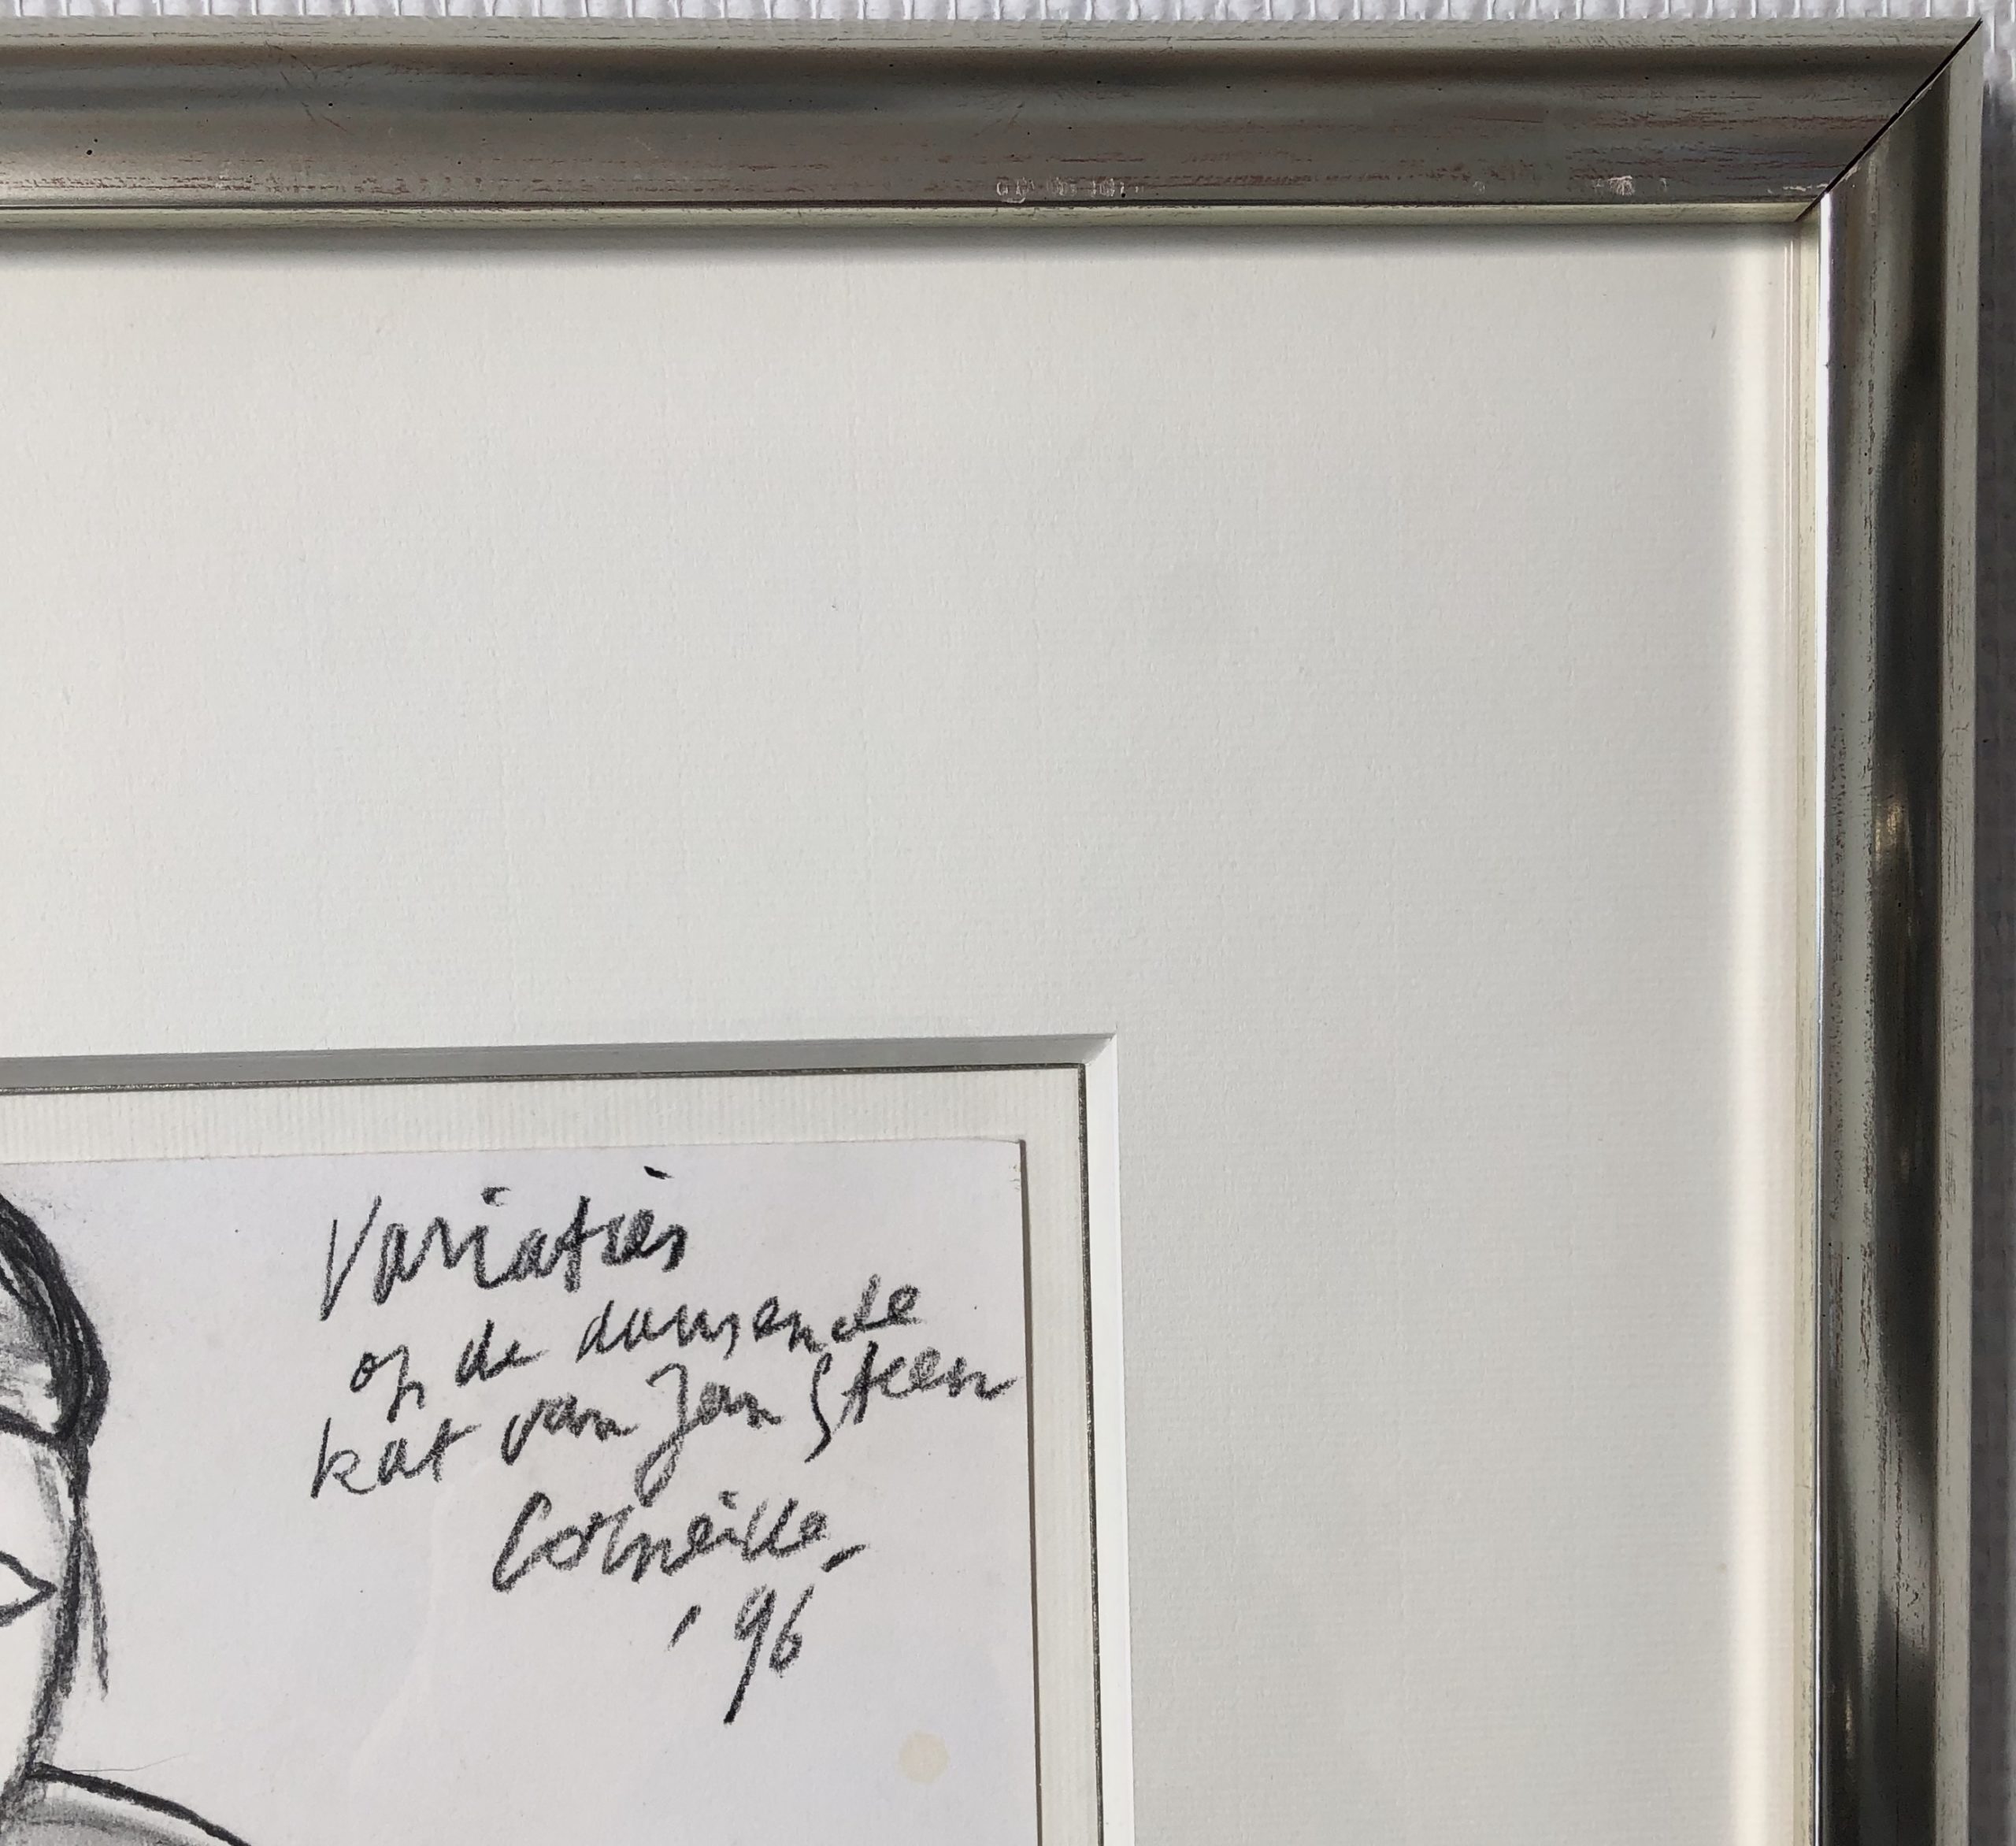 Variaties
op de dansende
kat van Jan Steen
Corneille,
'96